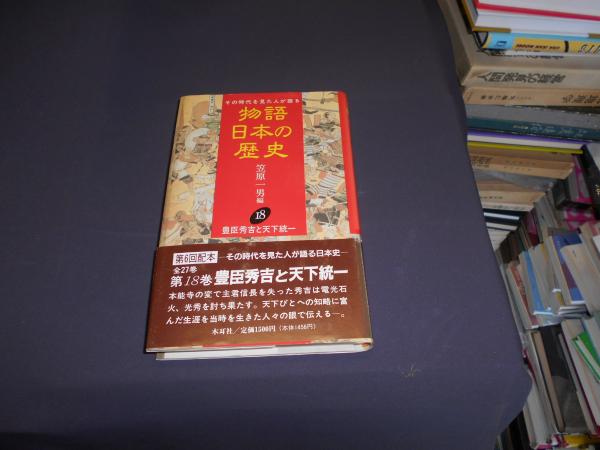 その時代を見た人が語る
物語
日本の
歴史
笠原一男編
18
豊臣秀吉と天下統一
第6回配本 —その時代を見た人が語る日本史—
全27巻
第18巻 豊臣秀吉と天下統一
本能寺の変で主君信長を失った秀吉は電光石
火、光秀を討ち果たす。天下びとへの知略に富
んだ生涯を当時を生きた人々の眼で伝える—。
木耳社/定価1500円(本体1456円)